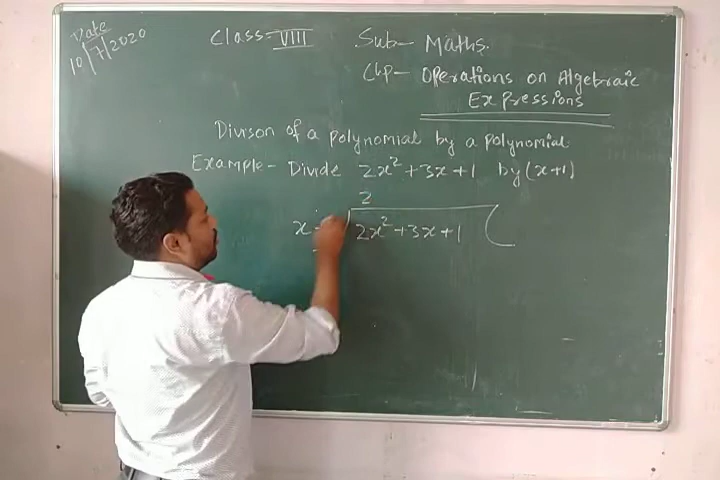 Date
10/7/2020
Class- VIII
Sub- Maths.
Chp- Operations on Algebraic
Expressions
Divison of a polynomial by a polynomial.
Example- Divide 2x²+3x+1 by (x+1)
2
x 2x²+3x+1